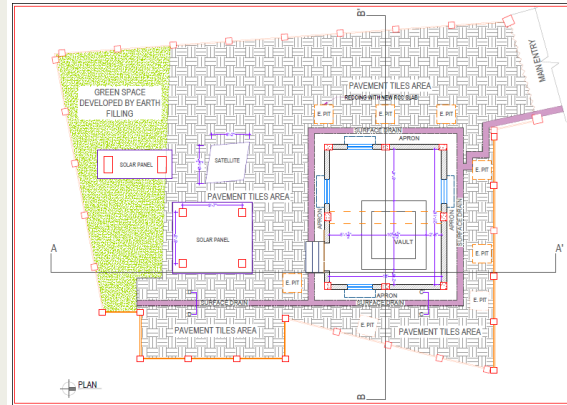 B'
MAIN ENTRY
GREEN SPACE
DEVELOPED BY EARTH
FILLING
PAVEMENT TILES AREA
E. PIT
E. PIT
E. PIT
SURFACE DRAIN
APRON
SOLAR PANEL
SATELLITE
E. PIT
PAVEMENT TILES AREA
APRON
APRON
SURFACE DRAIN
SOLAR PANEL
VAULT
A
A'
E. PIT
E. PIT
APRON
SURFACE DRAIN
SURFACE DRAIN
E. PIT
E. PIT
PAVEMENT TILES AREA
PAVEMENT TILES AREA
PLAN
B